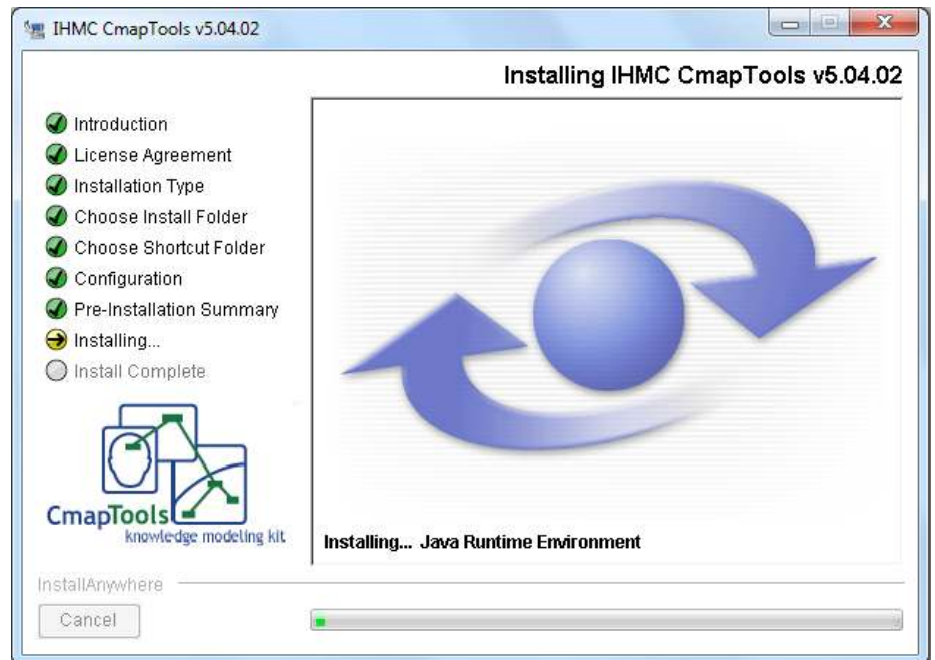 IHMC CmapTools v5.04.02
Installing IHMC CmapTools v5.04.02
Introduction
License Agreement
Installation Type
Choose Install Folder
Choose Shortcut Folder
Configuration
Pre-Installation Summary
Installing...
Install Complete
CmapTools
knowledge modeling kit
Installing... Java Runtime Environment
InstallAnywhere
Cancel